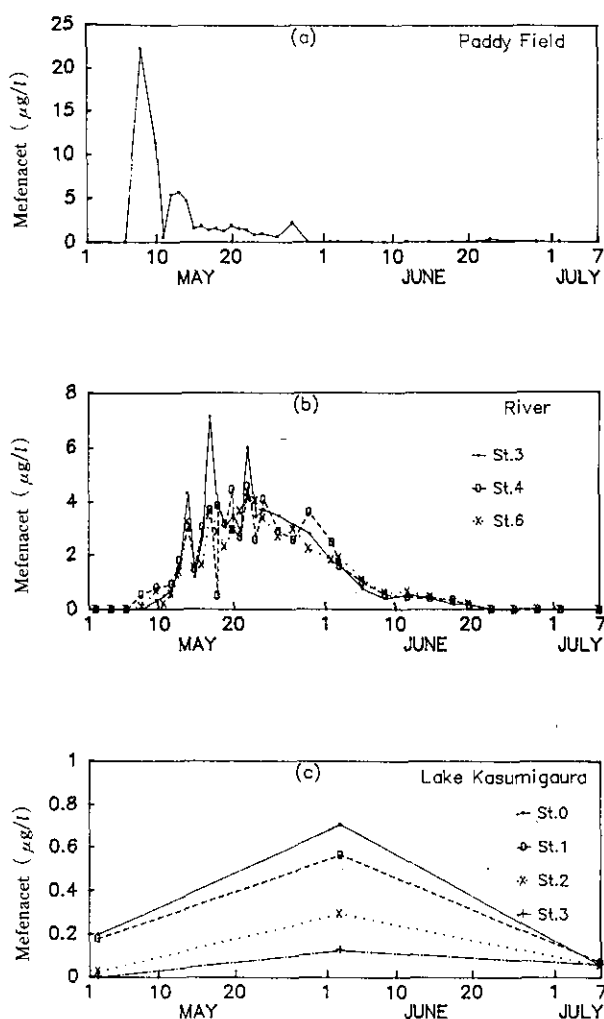 (a) Paddy Field
Mefenacet ( μg/l)
25
20
15
10
5
0
1 10 20 1 10 20 1 7
MAY JUNE JULY
(b) River
Mefenacet ( μg/l)
8
6
4
2
0
St.3
St.4
St.6
1 10 20 1 10 20 1 7
MAY JUNE JULY
(c) Lake Kasumigaura
Mefenacet ( μg/l)
1
0.8
0.6
0.4
0.2
0
St.0
St.1
St.2
St.3
1 10 20 1 10 20 1 7
MAY JUNE JULY